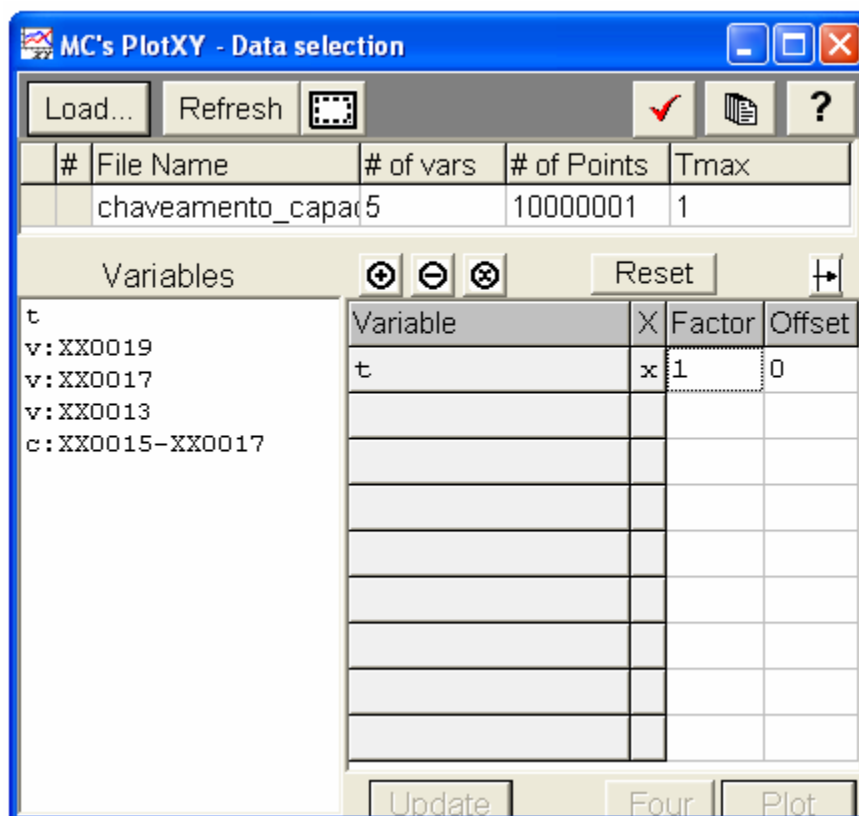 MC's PlotXY - Data selection
Load... Refresh ?
# File Name # of vars # of Points Tmax
chaveamento_capac 5 10000001 1
Variables Reset
t
v:XX0019
v:XX0017
v:XX0013
c:XX0015-XX0017
Variable X Factor Offset
t x 1 0
Update Four Plot